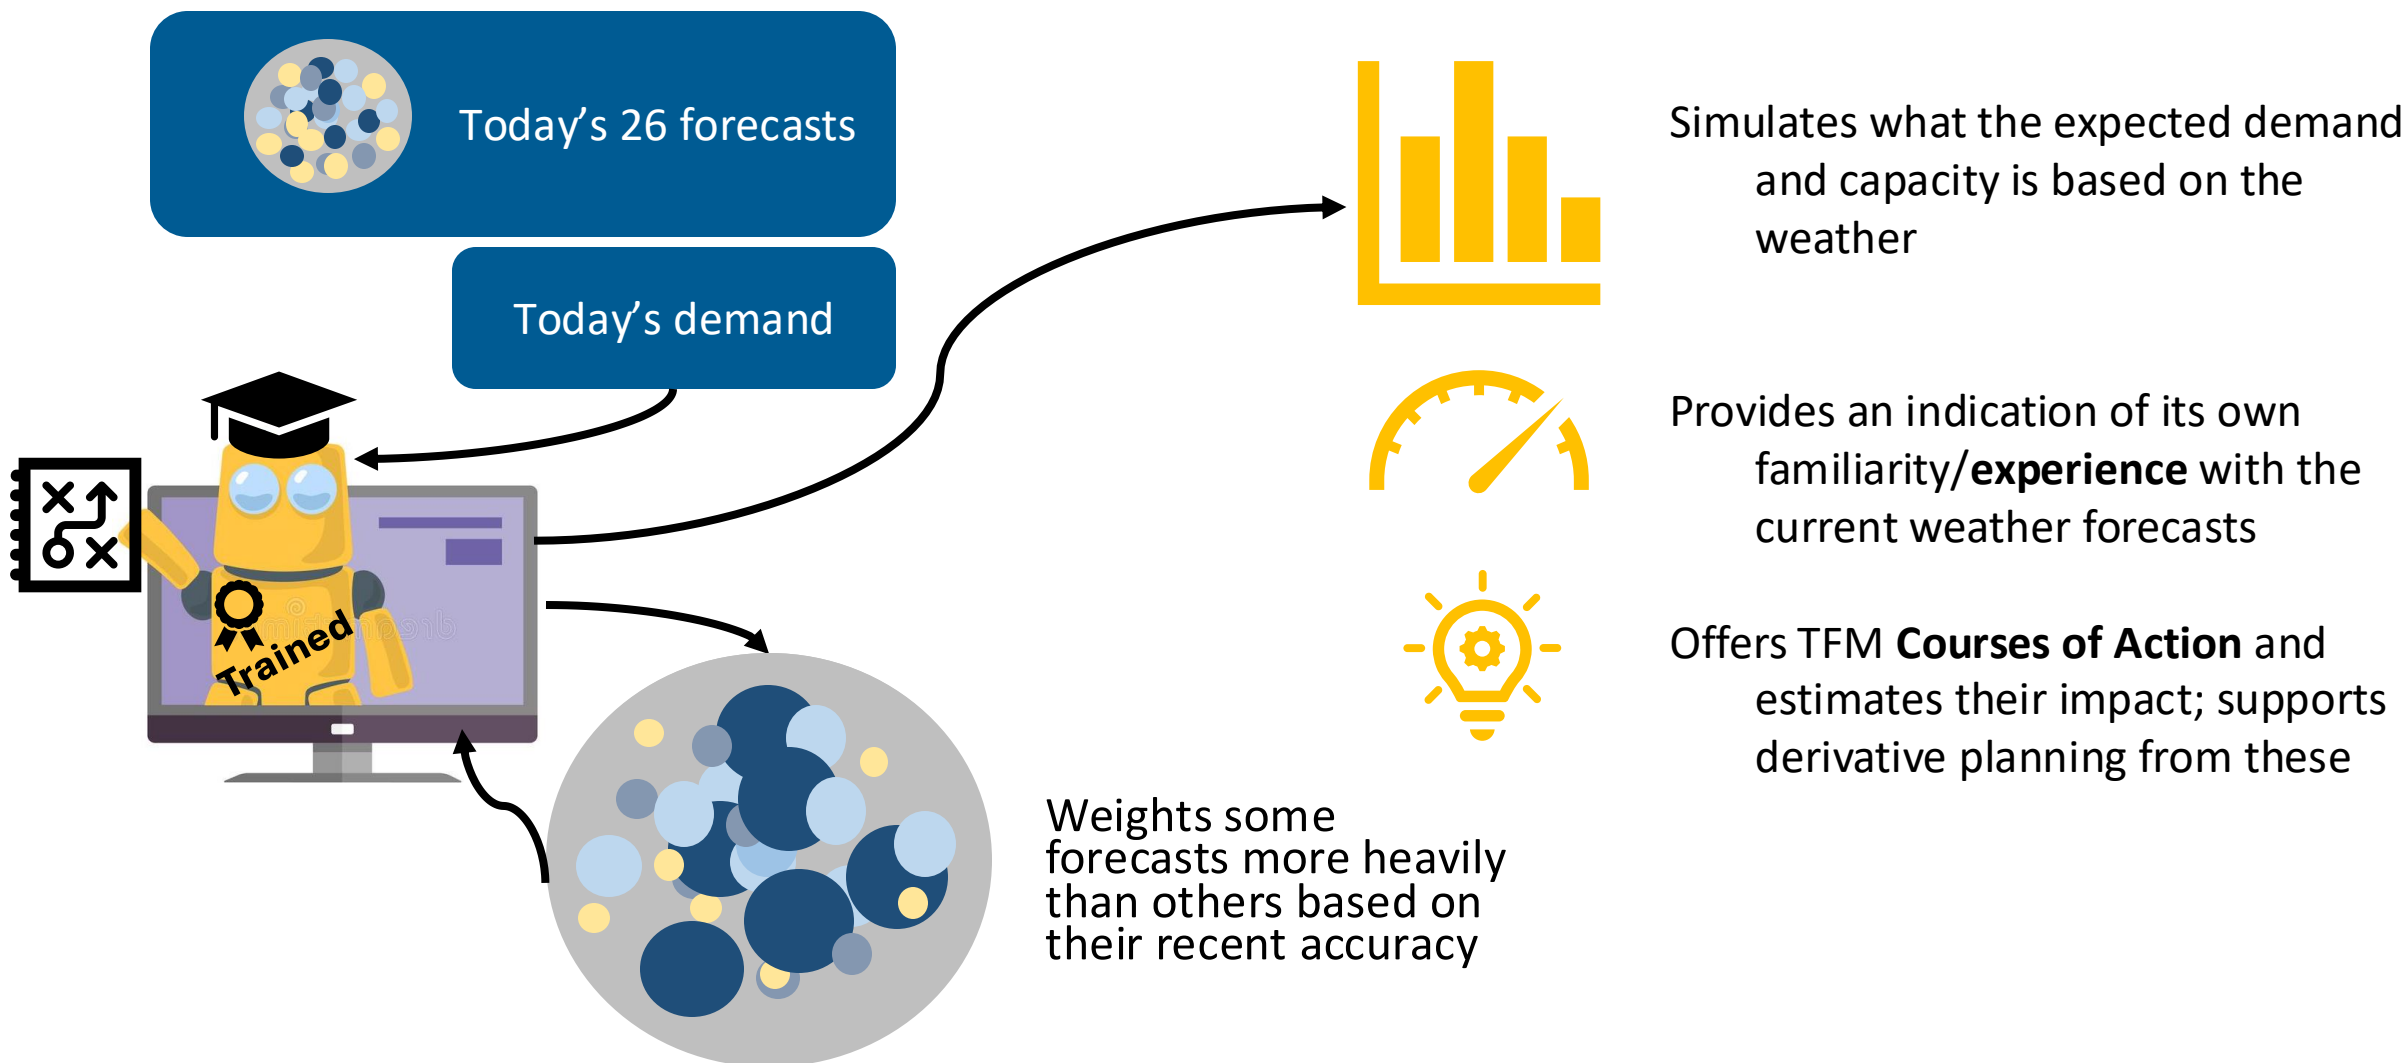 Today’s 26 forecasts
Today’s demand
Trained
Simulates what the expected demand
and capacity is based on the
weather
Provides an indication of its own
familiarity/experience with the
current weather forecasts
Offers TFM Courses of Action and
estimates their impact; supports
derivative planning from these
Weights some
forecasts more heavily
than others based on
their recent accuracy